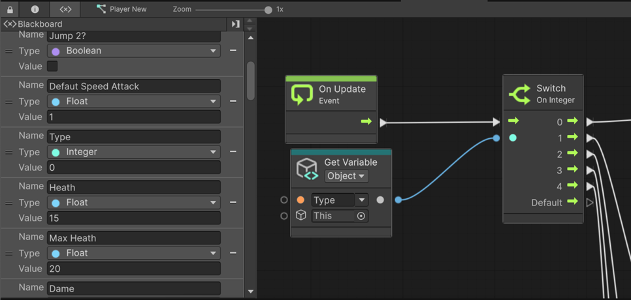 Player New
Zoom
1x
<x> Blackboard
Name Jump 2?
Type Boolean
Value
Name Defaut Speed Attack
Type Float
Value 1
Name Type
Type Integer
Value 0
Name Heath
Type Float
Value 15
Name Max Heath
Type Float
Value 20
Name Dame
On Update
Event
Get Variable
Object
Type
This
Switch
On Integer
0
1
2
3
4
Default